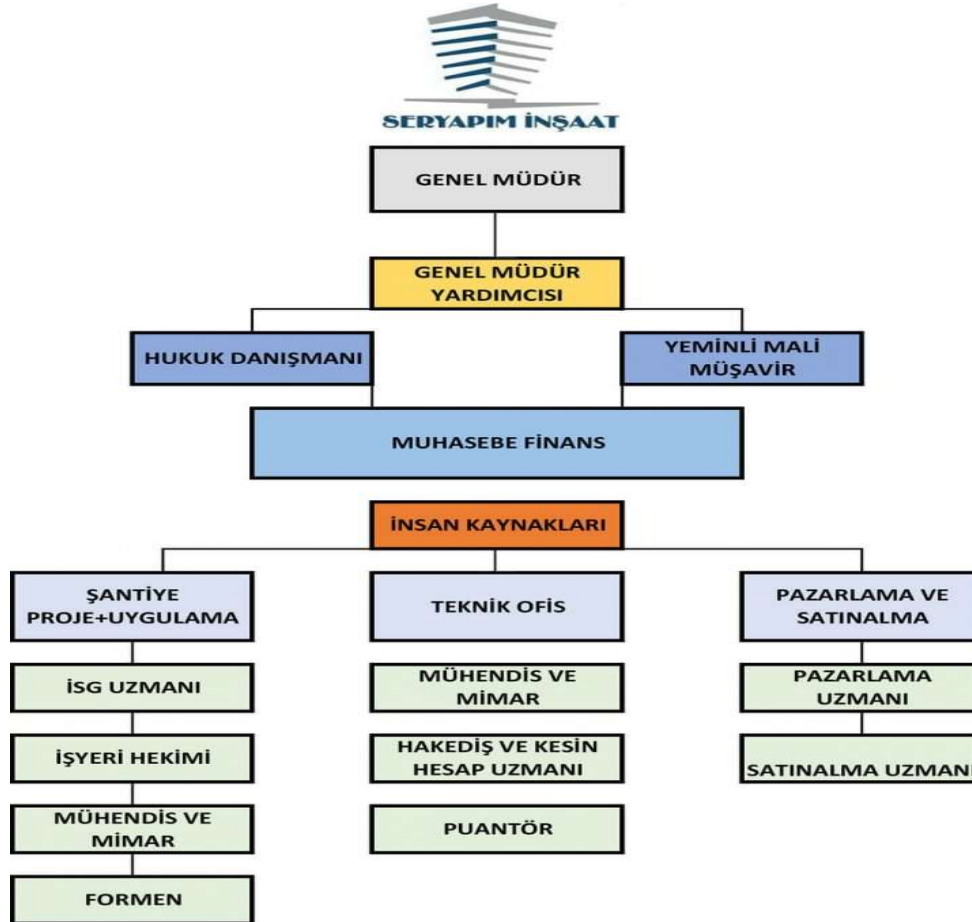 SERYAPIM İNŞAAT
GENEL MÜDÜR
GENEL MÜDÜR
YARDIMCISI
HUKUK DANIŞMANI
YEMİNLİ MALİ
MÜŞAVİR
MUHASEBE FİNANS
İNSAN KAYNAKLARI
ŞANTİYE
PROJE+UYGULAMA
TEKNİK OFİS
PAZARLAMA VE
SATINALMA
İSG UZMANI
MÜHENDİS VE
MİMAR
PAZARLAMA
UZMANI
İŞYERİ HEKİMİ
HAKEDİŞ VE KESİN
HESAP UZMANI
SATINALMA UZMANI
MÜHENDİS VE
MİMAR
PUANTÖR
FORMEN